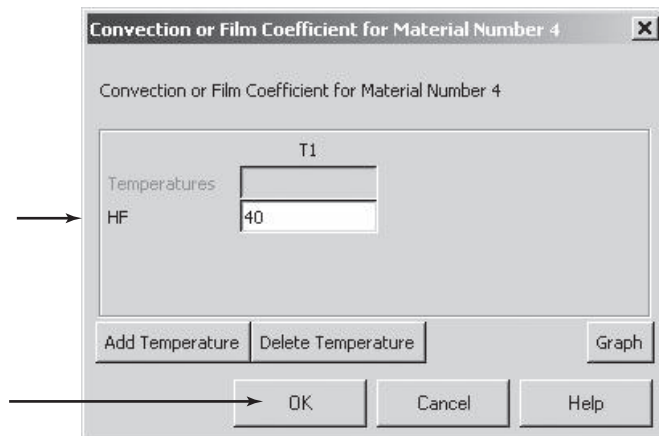 Convection or Film Coefficient for Material Number 4
Convection or Film Coefficient for Material Number 4
T1
Temperatures
HF 40
Add Temperature Delete Temperature Graph
OK Cancel Help